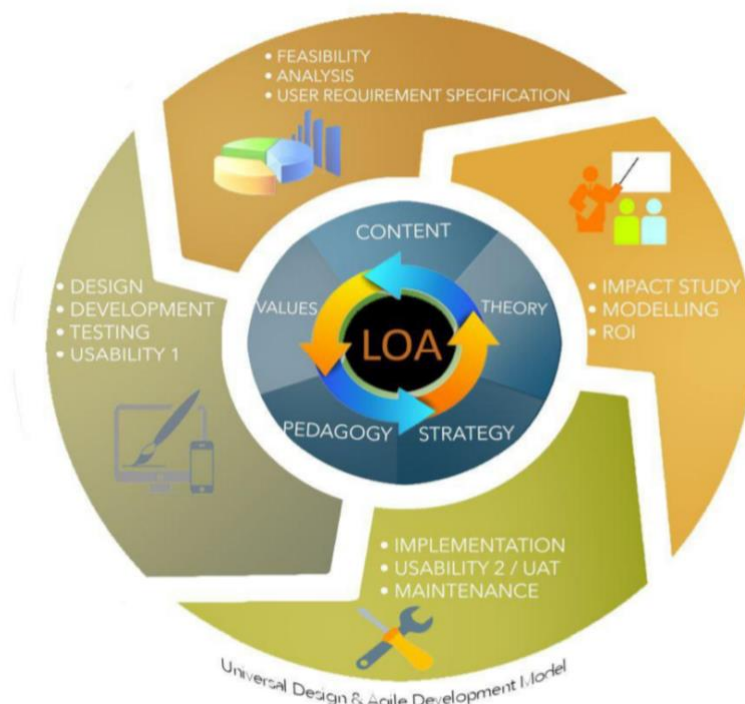 • FEASIBILITY
• ANALYSIS
• USER REQUIREMENT SPECIFICATION
• IMPACT STUDY
• MODELLING
• ROI
• IMPLEMENTATION
• USABILITY 2 / UAT
• MAINTENANCE
• DESIGN
• DEVELOPMENT
• TESTING
• USABILITY 1
CONTENT
THEORY
STRATEGY
PEDAGOGY
VALUES
LOA
Universal Design & Agile Development Model